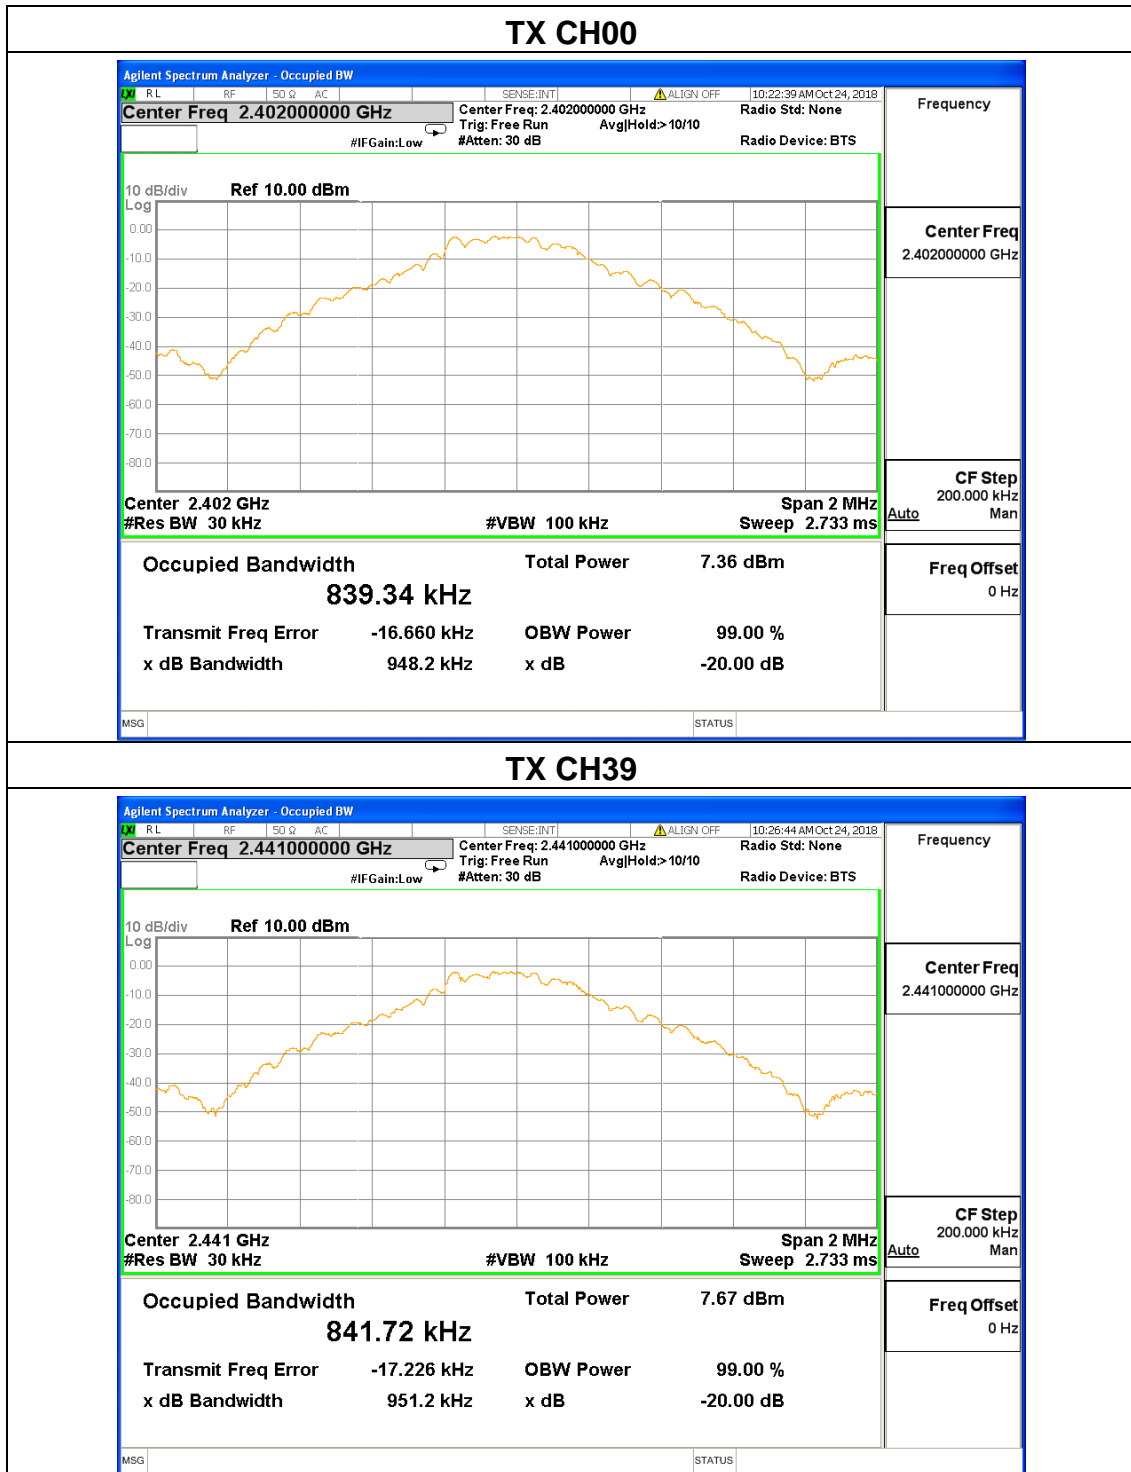 TX CH00
Agilent Spectrum Analyzer - Occupied BW
LXI RL RF 50 Ω AC SENSE:INT ALIGN OFF 10:22:39 AM Oct 24, 2018
Center Freq 2.402000000 GHz
Center Freq: 2.402000000 GHz
Radio Std: None
Trig: Free Run Avg|Hold:>10/10
#IFGain:Low
#Atten: 30 dB
Radio Device: BTS
Frequency
10 dB/div Ref 10.00 dBm
Log
0.00
-10.0
-20.0
-30.0
-40.0
-50.0
-60.0
-70.0
-80.0
Center 2.402 GHz Span 2 MHz
#Res BW 30 kHz #VBW 100 kHz Sweep 2.733 ms
Center Freq
2.402000000 GHz
CF Step
200.000 kHz
Auto Man
Freq Offset
0 Hz
Occupied Bandwidth Total Power 7.36 dBm
839.34 kHz
Transmit Freq Error -16.660 kHz OBW Power 99.00 %
x dB Bandwidth 948.2 kHz x dB -20.00 dB
MSG STATUS
TX CH39
Agilent Spectrum Analyzer - Occupied BW
LXI RL RF 50 Ω AC SENSE:INT ALIGN OFF 10:26:44 AM Oct 24, 2018
Center Freq 2.441000000 GHz
Center Freq: 2.441000000 GHz
Radio Std: None
Trig: Free Run Avg|Hold:>10/10
#IFGain:Low
#Atten: 30 dB
Radio Device: BTS
Frequency
10 dB/div Ref 10.00 dBm
Log
0.00
-10.0
-20.0
-30.0
-40.0
-50.0
-60.0
-70.0
-80.0
Center 2.441 GHz Span 2 MHz
#Res BW 30 kHz #VBW 100 kHz Sweep 2.733 ms
Center Freq
2.441000000 GHz
CF Step
200.000 kHz
Auto Man
Freq Offset
0 Hz
Occupied Bandwidth Total Power 7.67 dBm
841.72 kHz
Transmit Freq Error -17.226 kHz OBW Power 99.00 %
x dB Bandwidth 951.2 kHz x dB -20.00 dB
MSG STATUS